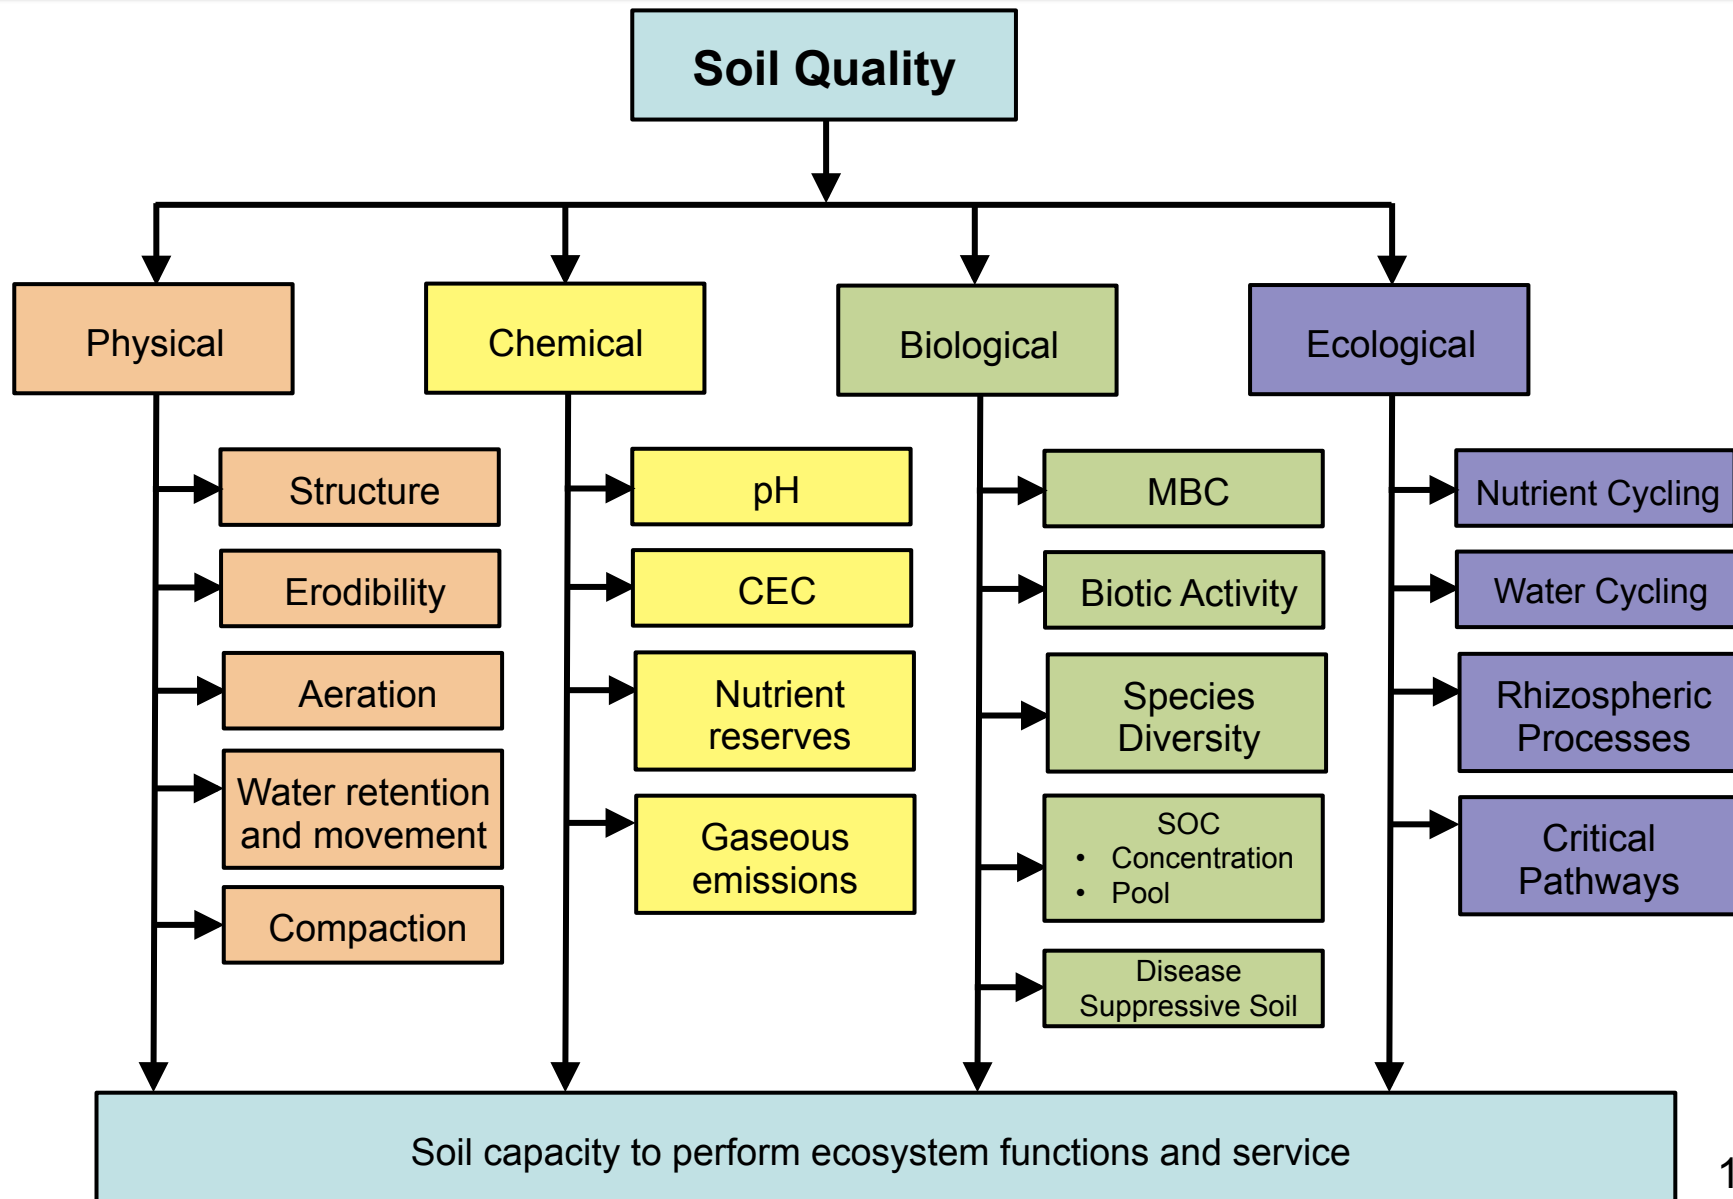 Soil Quality
Physical
Chemical
Biological
Ecological
Structure
Erodibility
Aeration
Water retention
and movement
Compaction
pH
CEC
Nutrient
reserves
Gaseous
emissions
MBC
Biotic Activity
Species
Diversity
SOC
• Concentration
• Pool
Disease
Suppressive Soil
Nutrient Cycling
Water Cycling
Rhizospheric
Processes
Critical
Pathways
Soil capacity to perform ecosystem functions and service
1